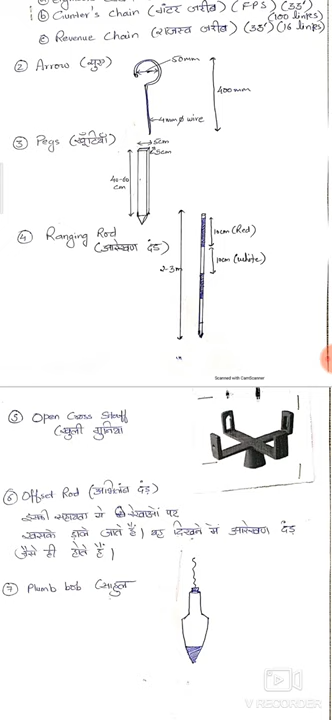 (b) Gunter's Chain (गंटर जरीब) (FPS) (33')
(100 links)
(c) Revenue Chain (राजस्व जरीब) (33') (16 links)
(2) Arrow (सुए)
50mm
400mm
4mm ϕ wire
(3) Pegs (खूँटियाँ)
5cm
5cm
40-60
cm
(4) Ranging Rod
(आरेखण दंड)
10cm (Red)
10cm (white)
2-3m
Scanned with CamScanner
(5) Open Cross Staff
(खुली गुनिया
(6) Offset Rod (
इसकी सहायता से रेखाओं पर
डाले जाते हैं। यह दिखने में आरेखण दंड
जैसे ही होते हैं।
(7) Plumb bob (साहुल
V RECORDER